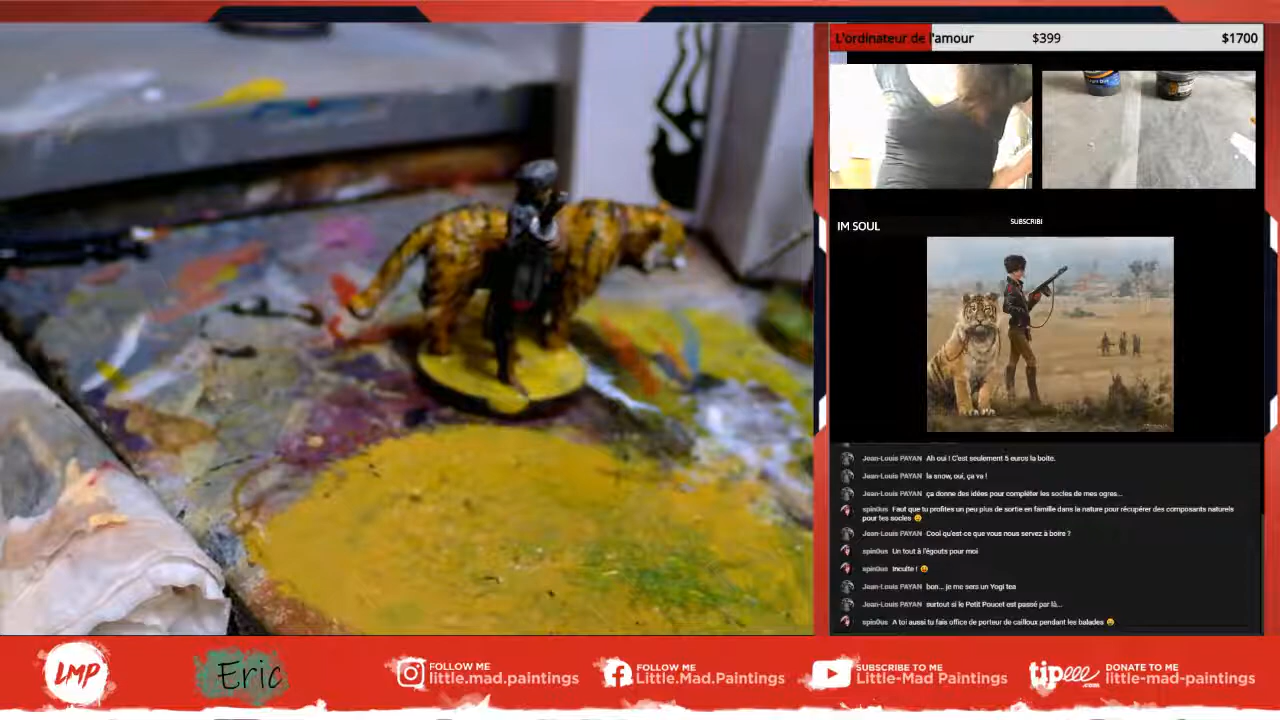 L'ordinateur de l'amour $399 $1700
IM SOUL
SUBSCRIBI
Jean-Louis PAYAN Ah oui ! C'est seulement 5 euros la boite.
Jean-Louis PAYAN la snow, oui, ça va !
Jean-Louis PAYAN ça donne des idées pour compléter les socles de mes ogres...
spin0us Faut que tu profites un peu plus de sortie en famille dans la nature pour récupérer des composants naturels
pour tes socles 😛
Jean-Louis PAYAN Cool qu'est-ce que vous nous servez à boire ?
spin0us Un tout à l'égouts pour moi
spin0us Inculte ! 😛
Jean-Louis PAYAN bon... je me sers un Yogi tea
Jean-Louis PAYAN surtout si le Petit Poucet est passé par là...
spin0us A toi aussi tu fais office de porteur de cailloux pendant les balades 😛
LMP
Eric
FOLLOW ME
little.mad.paintings
FOLLOW ME
Little.Mad.Paintings
SUBSCRIBE TO ME
Little-Mad Paintings
tipeee.com
DONATE TO ME
little-mad-paintings